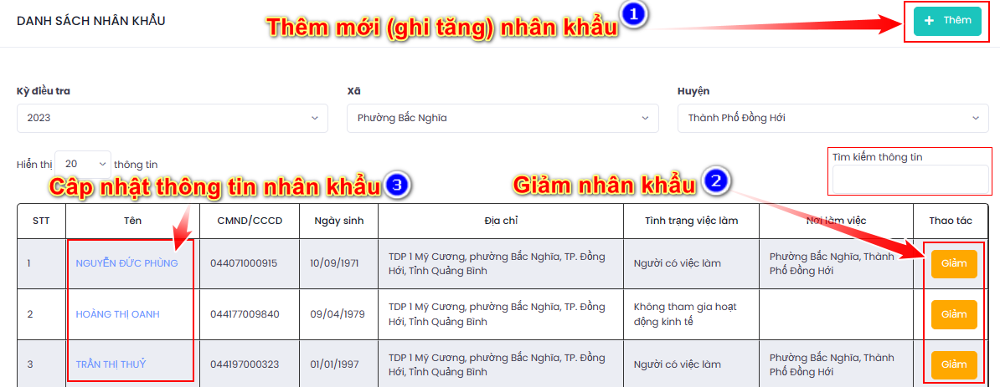 DANH SÁCH NHÂN KHẨU
Thêm mới (ghi tăng) nhân khẩu 1
+ Thêm
Kỳ điều tra
Xã
Huyện
2023
Phường Bắc Nghĩa
Thành Phố Đồng Hới
Hiển thị 20 thông tin
Tìm kiếm thông tin
Câp nhật thông tin nhân khẩu 3
Giảm nhân khẩu 2
STT Tên CMND/CCCD Ngày sinh Địa chỉ Tình trạng việc làm Nơi làm việc Thao tác
1 NGUYỄN ĐỨC PHÙNG 044071000915 10/09/1971 TDP 1 Mỹ Cương, phường Bắc Nghĩa, TP. Đồng Người có việc làm Phường Bắc Nghĩa, Thành Giảm
Hới, Tỉnh Quảng Bình Phố Đồng Hới
2 HOÀNG THỊ OANH 044177009840 09/04/1979 TDP 1 Mỹ Cương, phường Bắc Nghĩa, TP. Đồng Không tham gia hoạt Giảm
Hới, Tỉnh Quảng Bình động kinh tế
3 TRẦN THỊ THUỶ 044197000323 01/01/1997 TDP 1 Mỹ Cương, phường Bắc Nghĩa, TP. Đồng Người có việc làm Phường Bắc Nghĩa, Thành Giảm
Hới, Tỉnh Quảng Bình Phố Đồng Hới